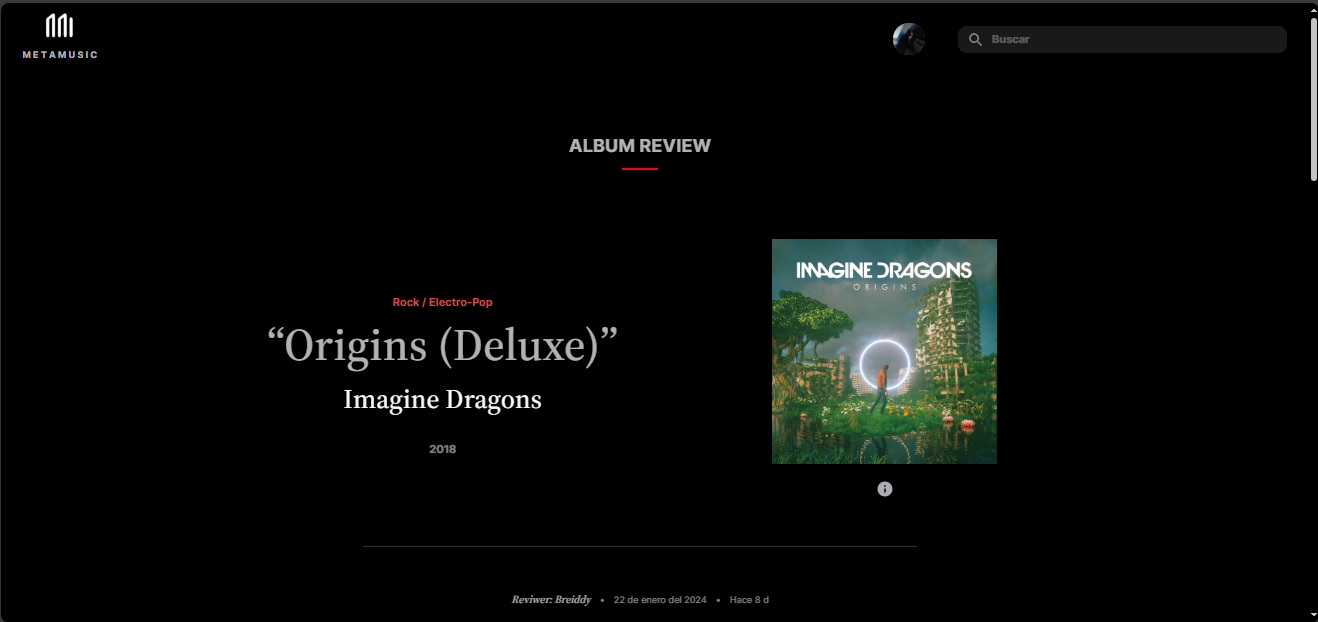 METAMUSIC
Buscar
ALBUM REVIEW
Rock / Electro-Pop
“Origins (Deluxe)”
Imagine Dragons
2018
IMAGINE DRAGONS
ORIGINS
Reviwer: Breiddy • 22 de enero del 2024 • Hace 8 d